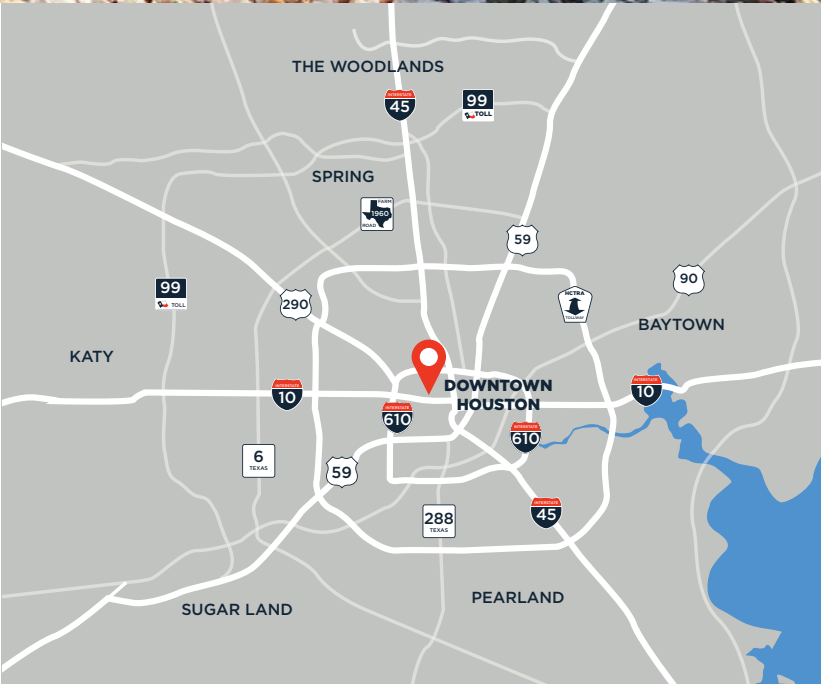 THE WOODLANDS
INTERSTATE
45
99
TOLL
SPRING
FARM
1960
ROAD
59
90
99
TOLL
290
HCTRA
TOLLWAY
BAYTOWN
KATY
DOWNTOWN
HOUSTON
INTERSTATE
10
INTERSTATE
10
INTERSTATE
610
INTERSTATE
610
6
TEXAS
59
288
TEXAS
INTERSTATE
45
SUGAR LAND
PEARLAND